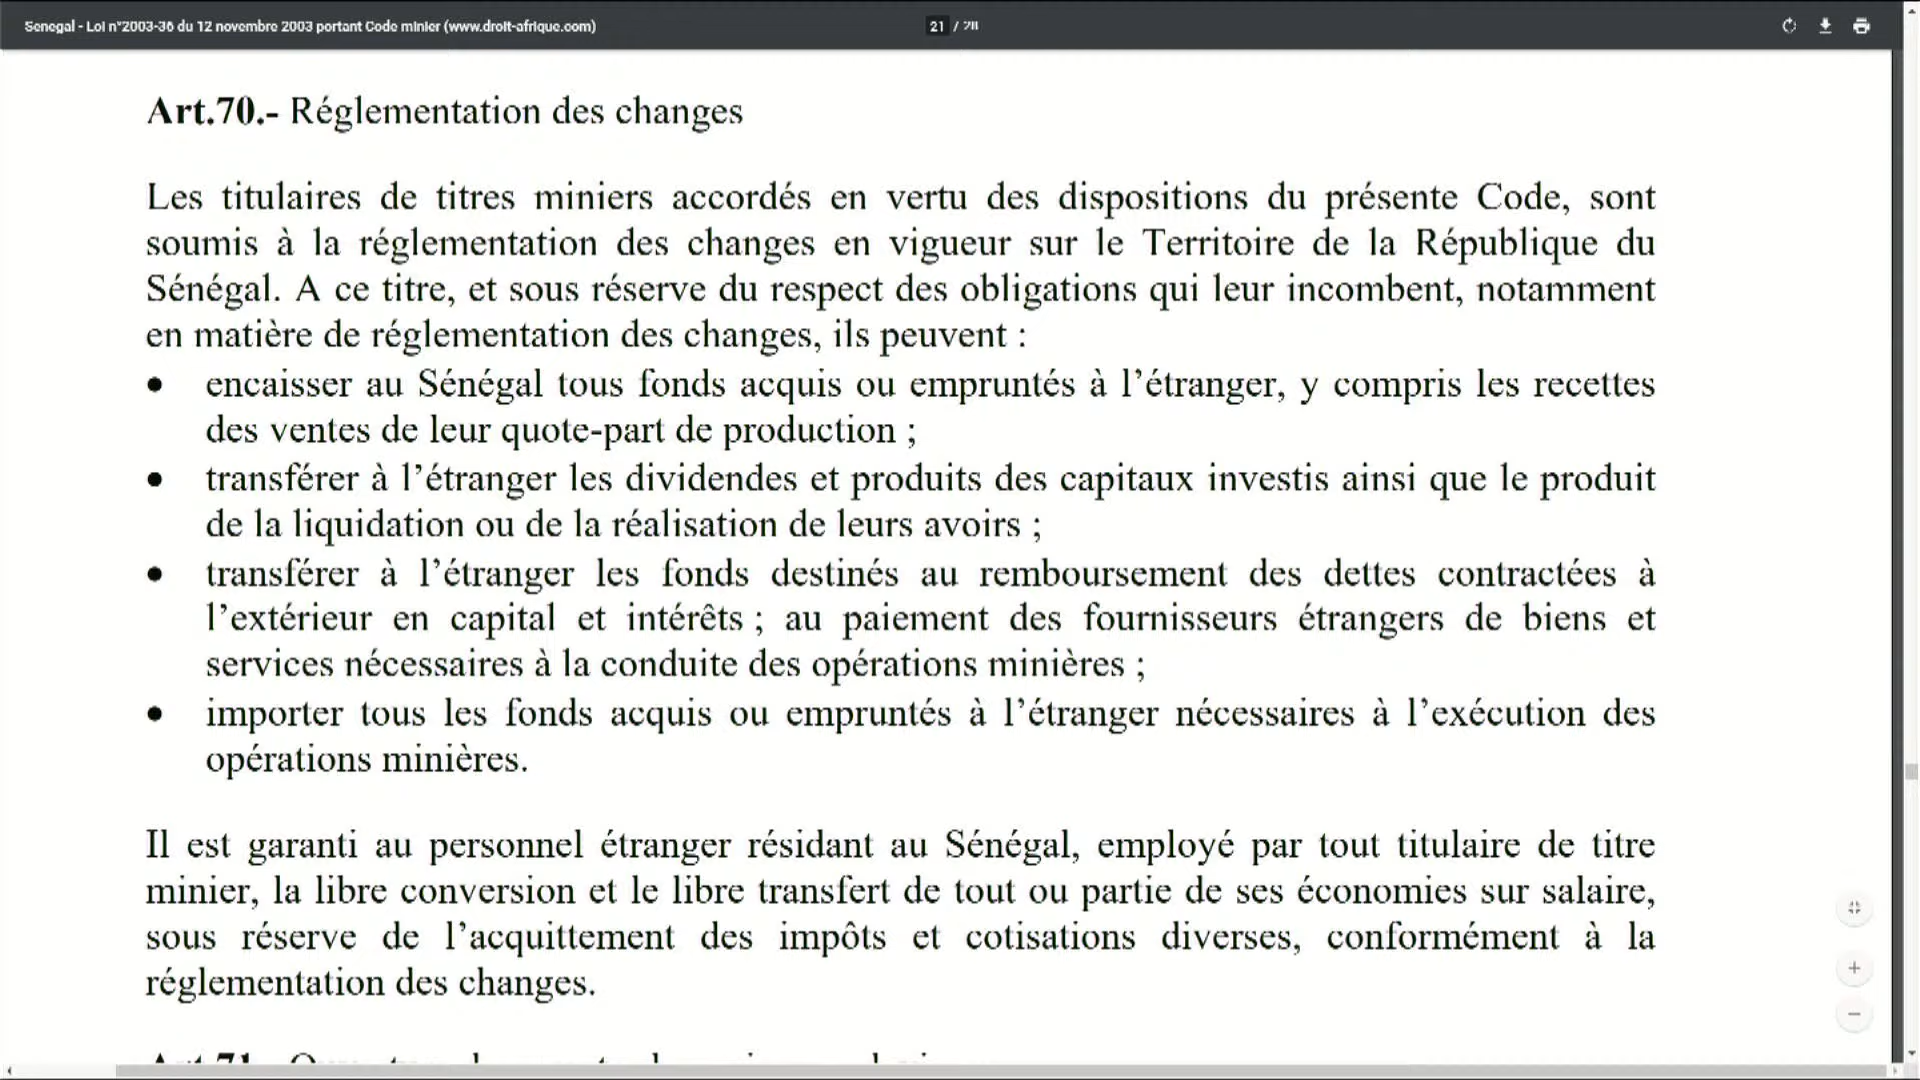 Senegal - Loi n°2003-36 du 12 novembre 2003 portant Code minier (www.droit-afrique.com)
21 / 28
Art.70.- Réglementation des changes
Les titulaires de titres miniers accordés en vertu des dispositions du présente Code, sont
soumis à la réglementation des changes en vigueur sur le Territoire de la République du
Sénégal. A ce titre, et sous réserve du respect des obligations qui leur incombent, notamment
en matière de réglementation des changes, ils peuvent :
• encaisser au Sénégal tous fonds acquis ou empruntés à l’étranger, y compris les recettes
des ventes de leur quote-part de production ;
• transférer à l’étranger les dividendes et produits des capitaux investis ainsi que le produit
de la liquidation ou de la réalisation de leurs avoirs ;
• transférer à l’étranger les fonds destinés au remboursement des dettes contractées à
l’extérieur en capital et intérêts ; au paiement des fournisseurs étrangers de biens et
services nécessaires à la conduite des opérations minières ;
• importer tous les fonds acquis ou empruntés à l’étranger nécessaires à l’exécution des
opérations minières.
Il est garanti au personnel étranger résidant au Sénégal, employé par tout titulaire de titre
minier, la libre conversion et le libre transfert de tout ou partie de ses économies sur salaire,
sous réserve de l’acquittement des impôts et cotisations diverses, conformément à la
réglementation des changes.
Art.71.-